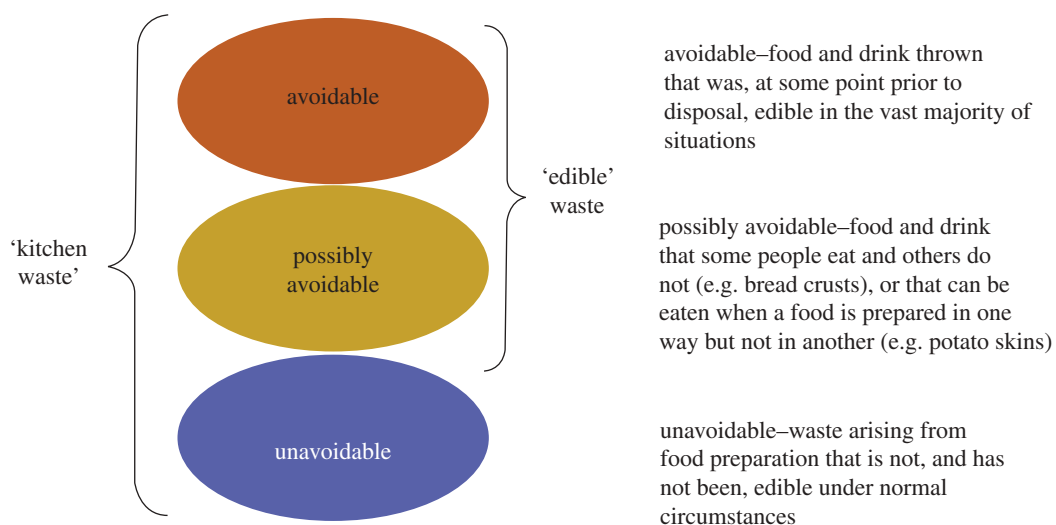 ‘kitchen
waste’
avoidable
possibly
avoidable
unavoidable
‘edible’
waste
avoidable–food and drink thrown
that was, at some point prior to
disposal, edible in the vast majority of
situations
possibly avoidable–food and drink
that some people eat and others do
not (e.g. bread crusts), or that can be
eaten when a food is prepared in one
way but not in another (e.g. potato skins)
unavoidable–waste arising from
food preparation that is not, and has
not been, edible under normal
circumstances